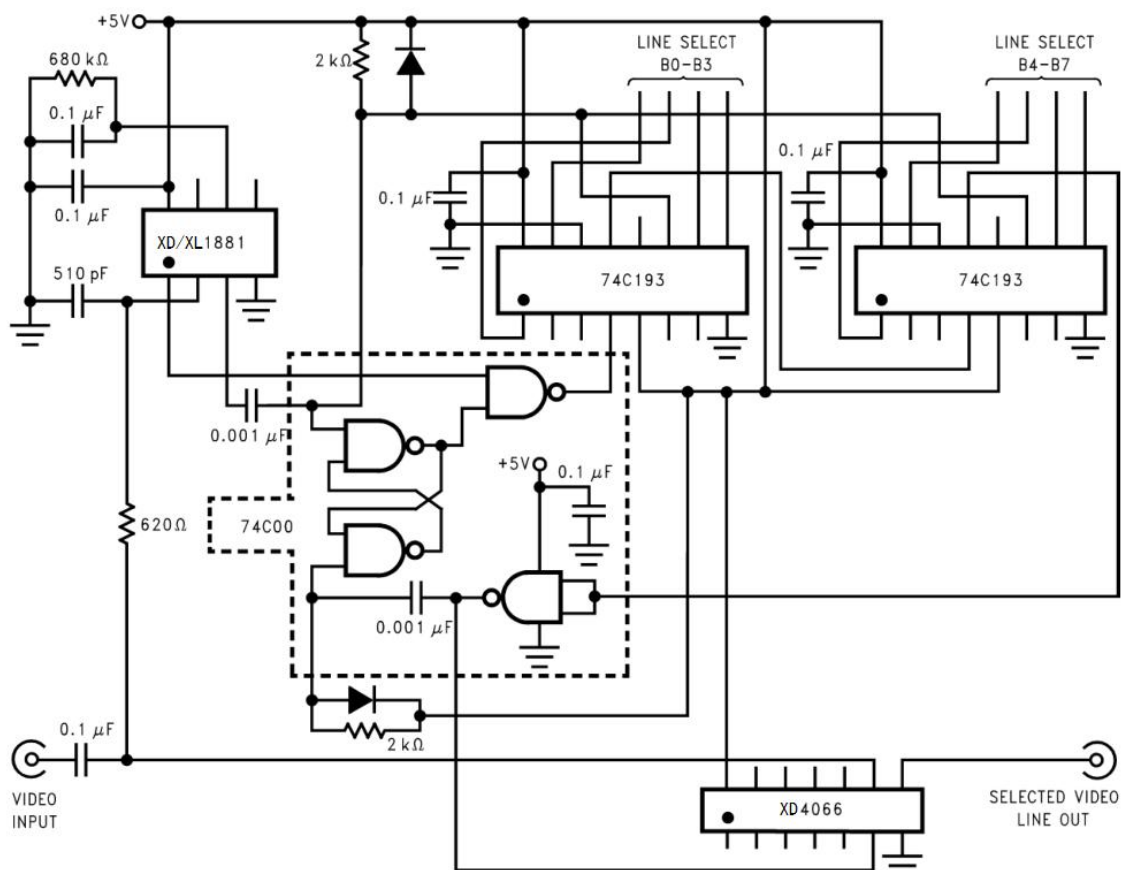 +5V
LINE SELECT
B0-B3
LINE SELECT
B4-B7
680 kΩ
2 kΩ
0.1 μF
0.1 μF
0.1 μF
0.1 μF
XD/XL1881
510 pF
74C193
74C193
0.001 μF
+5V
0.1 μF
620Ω
74C00
0.001 μF
2 kΩ
0.1 μF
VIDEO
INPUT
XD4066
SELECTED VIDEO
LINE OUT